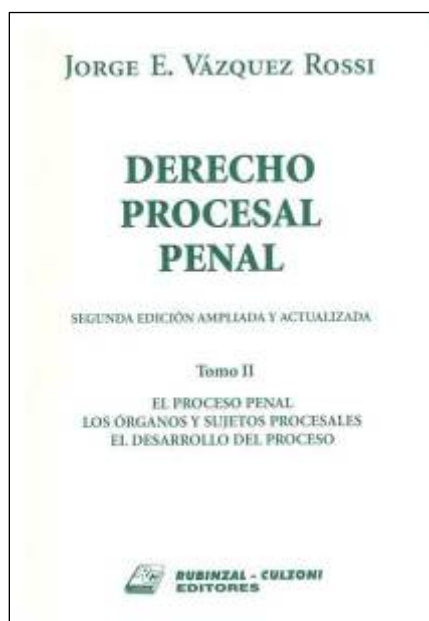 JORGE E. VÁZQUEZ ROSSI
DERECHO
PROCESAL
PENAL
SEGUNDA EDICIÓN AMPLIADA Y ACTUALIZADA
Tomo II
EL PROCESO PENAL
LOS ÓRGANOS Y SUJETOS PROCESALES
EL DESARROLLO DEL PROCESO
RUBINZAL - CULZONI
EDITORES